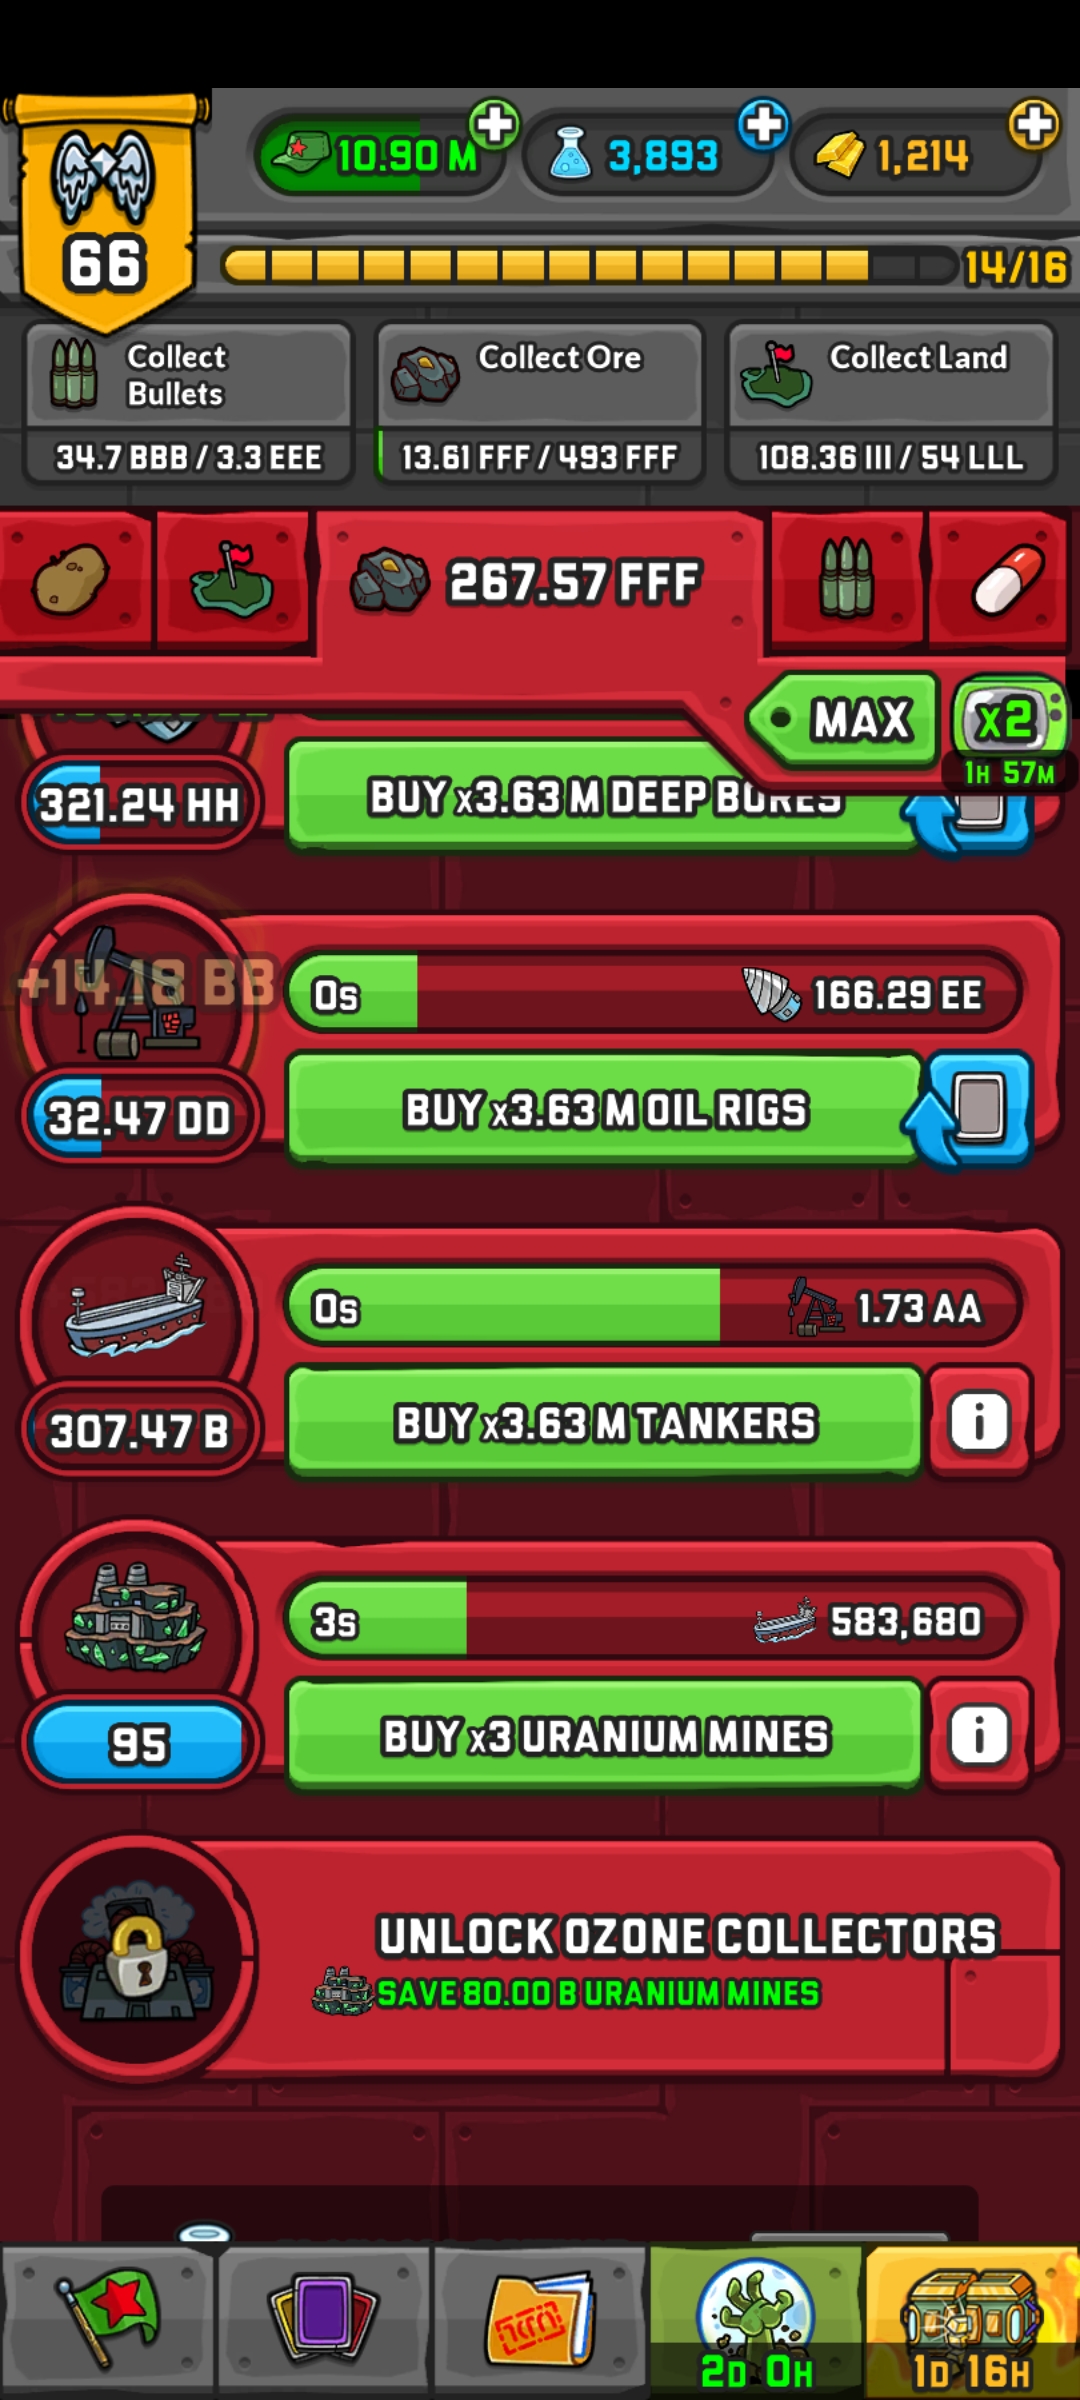 10.90 M
3,893
1,214
66
14/16
Collect
Bullets
34.7 BBB / 3.3 EEE
Collect Ore
13.61 FFF / 493 FFF
Collect Land
108.36 III / 54 LLL
267.57 FFF
MAX
x2
1H 57M
321.24 HH
BUY x3.63 M DEEP BORES
+14.18 BB
0s
166.29 EE
32.47 DD
BUY x3.63 M OIL RIGS
0s
1.73 AA
307.47 B
BUY x3.63 M TANKERS
i
3s
583,680
95
BUY x3 URANIUM MINES
i
UNLOCK OZONE COLLECTORS
SAVE 80.00 B URANIUM MINES
2D 0H
1D 16H